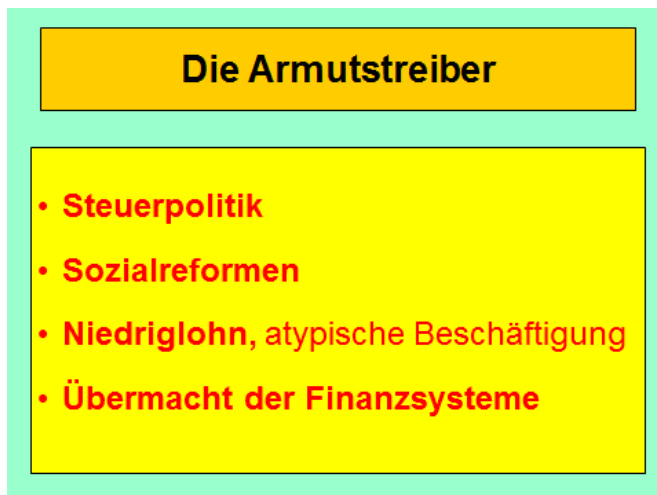 Die Armutstreiber
• Steuerpolitik
• Sozialreformen
• Niedriglohn, atypische Beschäftigung
• Übermacht der Finanzsysteme